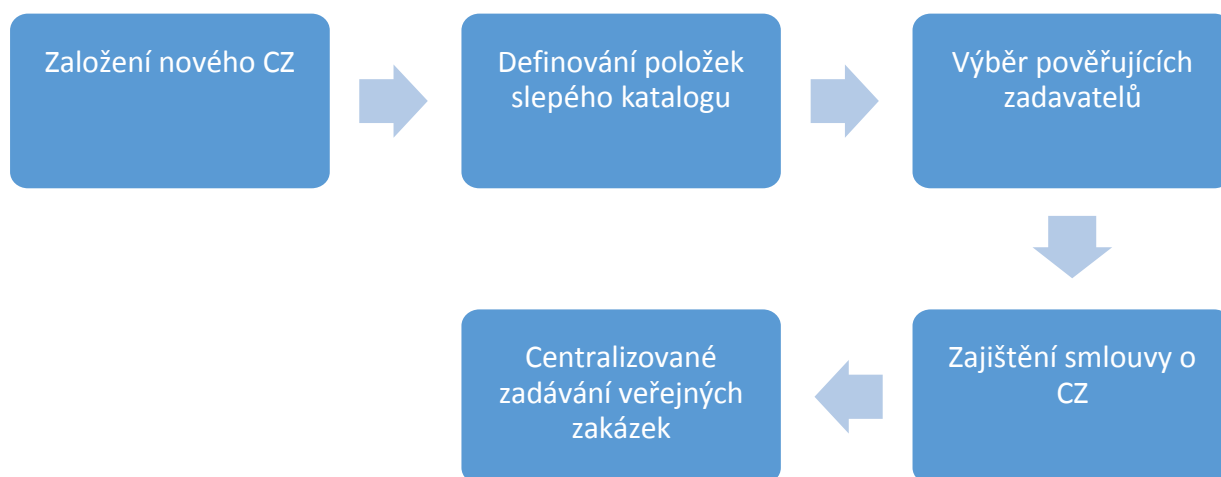 Založení nového CZ
Definování položek
slepého katalogu
Výběr pověřujících
zadavatelů
Zajištění smlouvy o
CZ
Centralizované
zadávání veřejných
zakázek